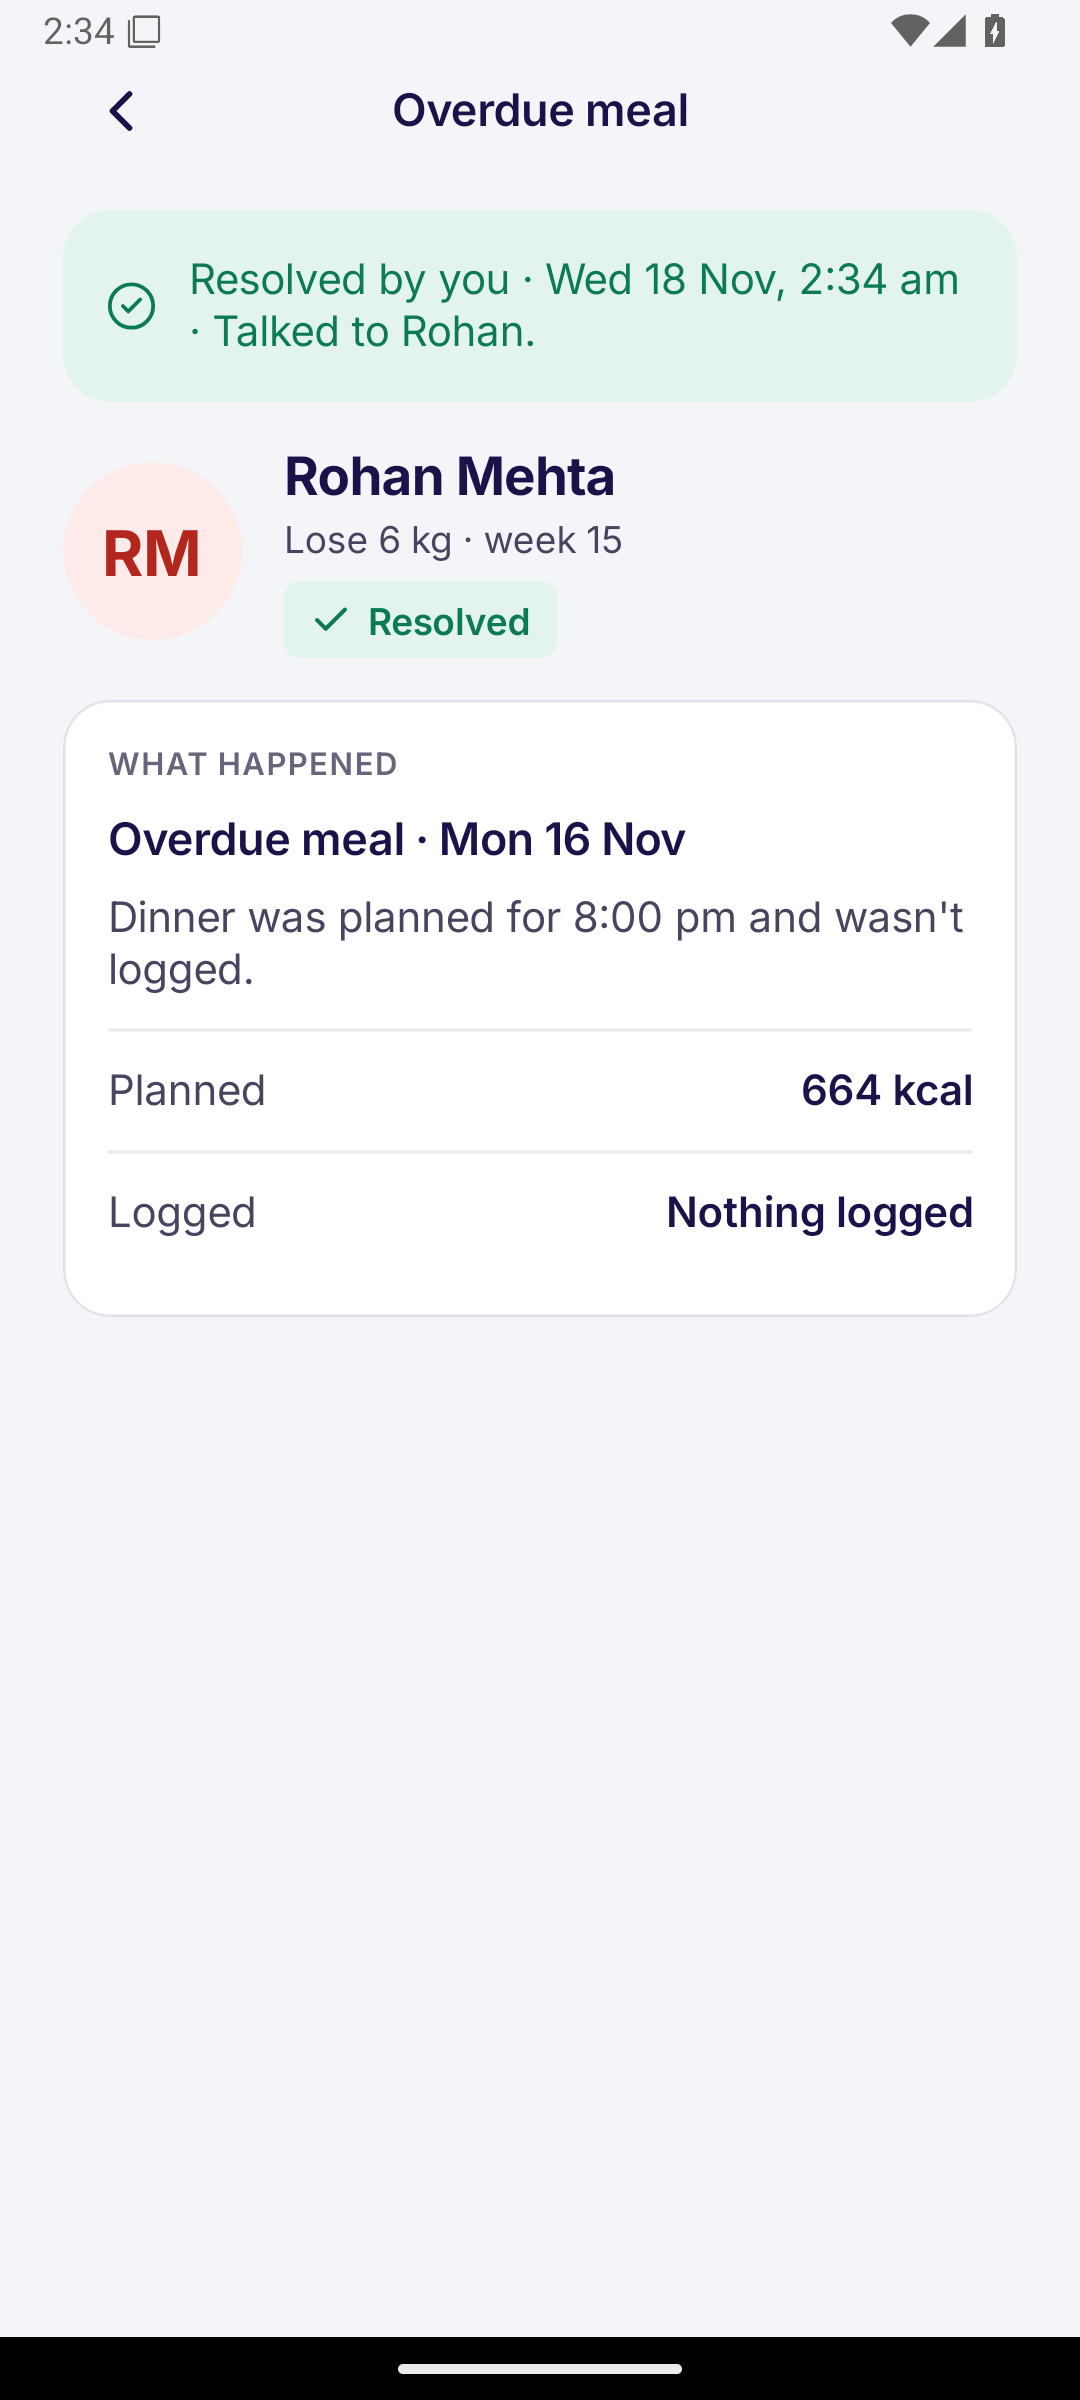 2:34
Overdue meal
Resolved by you · Wed 18 Nov, 2:34 am
· Talked to Rohan.
RM
Rohan Mehta
Lose 6 kg · week 15
Resolved
WHAT HAPPENED
Overdue meal · Mon 16 Nov
Dinner was planned for 8:00 pm and wasn't
logged.
Planned 664 kcal
Logged Nothing logged